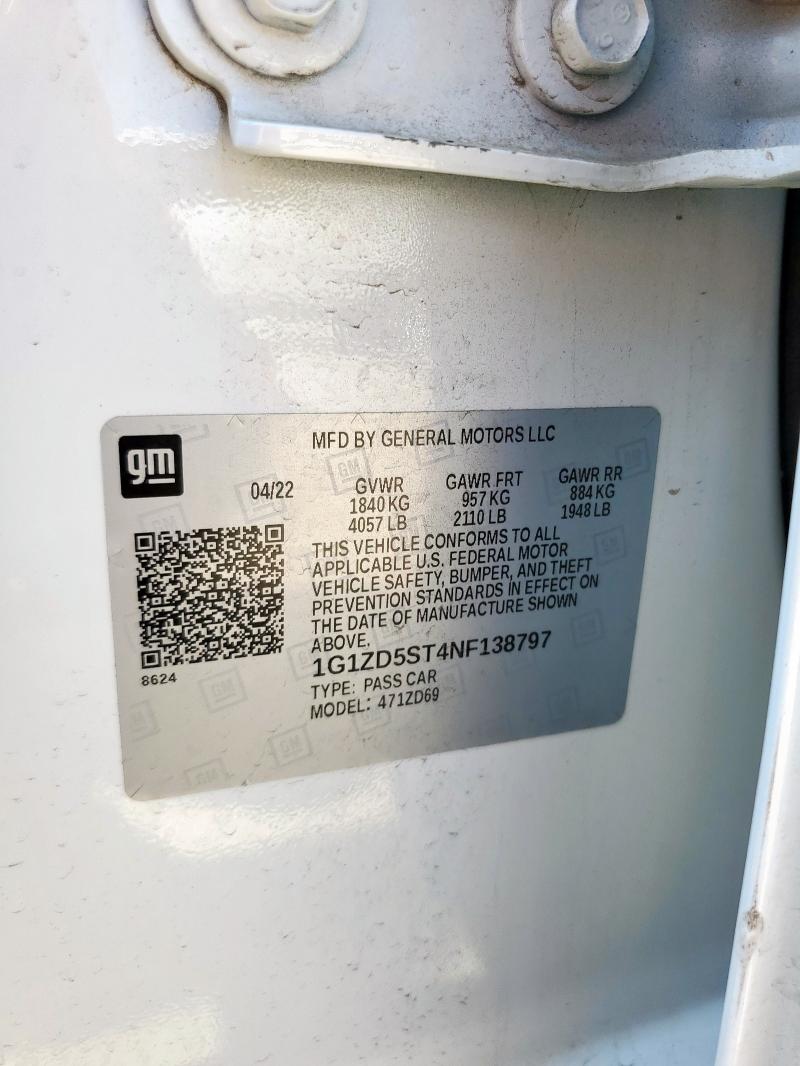 gm
MFD BY GENERAL MOTORS LLC
04/22
GVWR
1840 KG
4057 LB
GAWR FRT
957 KG
2110 LB
GAWR RR
884 KG
1948 LB
THIS VEHICLE CONFORMS TO ALL
APPLICABLE U.S. FEDERAL MOTOR
VEHICLE SAFETY, BUMPER, AND THEFT
PREVENTION STANDARDS IN EFFECT ON
THE DATE OF MANUFACTURE SHOWN
ABOVE.
8624
1G1ZD5ST4NF138797
TYPE: PASS CAR
MODEL: 471ZD69